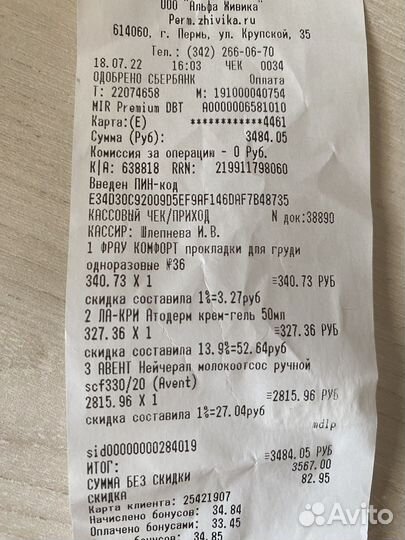 ООО "Альфа Живика"
Perm.zhivika.ru
614060, г. Пермь, ул. Крупской, 35
Тел.: (342) 266-06-70
18.07.22 16:03 ЧЕК 0034
ОДОБРЕНО СБЕРБАНК Оплата
Т: 22074658 М: 191000040754
MIR Premium DBT A0000006581010
Карта:(E) ************4461
Сумма (Руб): 3484.05
Комиссия за операцию - 0 Руб.
К|А: 638818 RRN: 219911798060
Введен ПИН-код
E34D30C92009D5EF9AF146DAF7B48735
КАССОВЫЙ ЧЕК/ПРИХОД N док:38890
КАССИР: Шлепнева И.В.
1 ФРАУ КОМФОРТ прокладки для груди
одноразовые №36
340.73 X 1 =340.73 РУБ
скидка составила 1%=3.27руб
2 ЛА-КРИ Атодерм крем-гель 50мл
327.36 X 1 =327.36 РУБ
скидка составила 13.9%=52.64руб
3 АВЕНТ Нейчерал молокоотсос ручной
scf330/20 (Avent)
2815.96 X 1 =2815.96 РУБ
скидка составила 1%=27.04руб
mdlp
sid00000000284019
ИТОГ: =3484.05 РУБ
СУММА БЕЗ СКИДКИ 3567.00
СКИДКА 82.95
Карта клиента: 25421907
Начислено бонусов: 34.84
Оплачено бонусами: 33.45
бонусов: 34.85
Avito